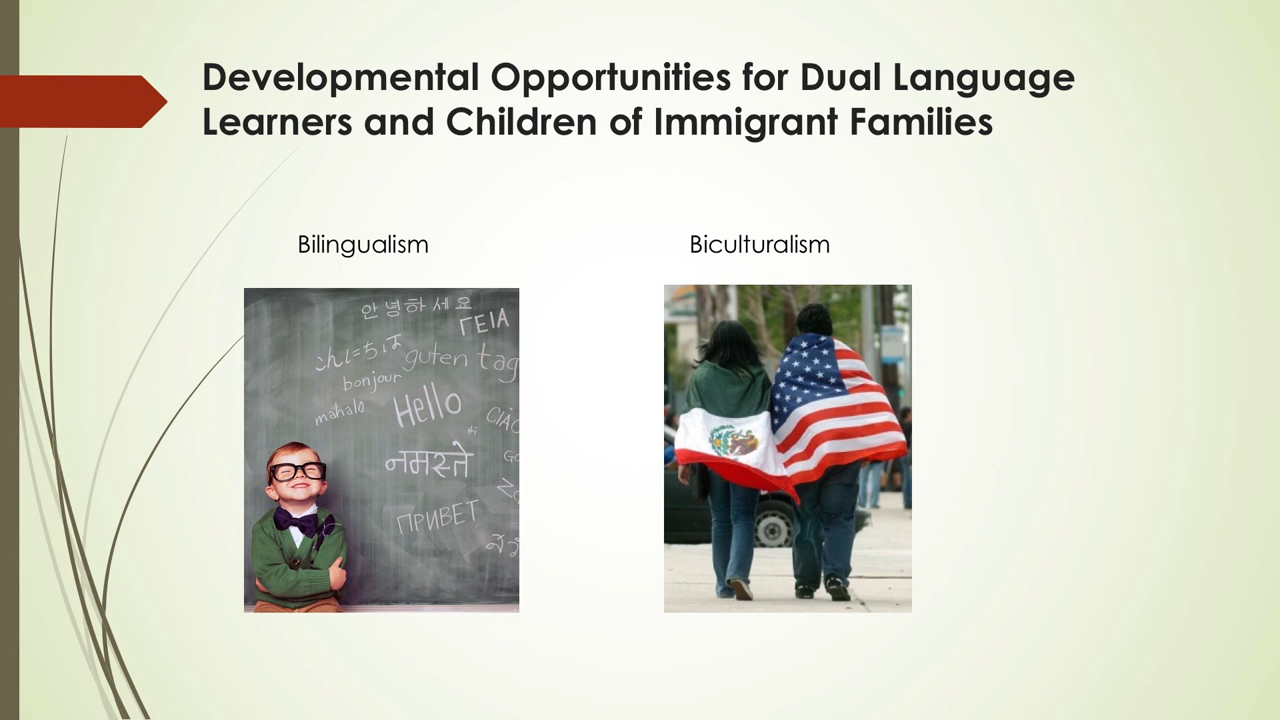 Developmental Opportunities for Dual Language
Learners and Children of Immigrant Families
Bilingualism
Biculturalism
안녕하세요
ΓΕΙΑ
こんにちは
guten tag
bonjour
mahalo
Hello
CIAO
नमस्ते
ПРИВЕТ